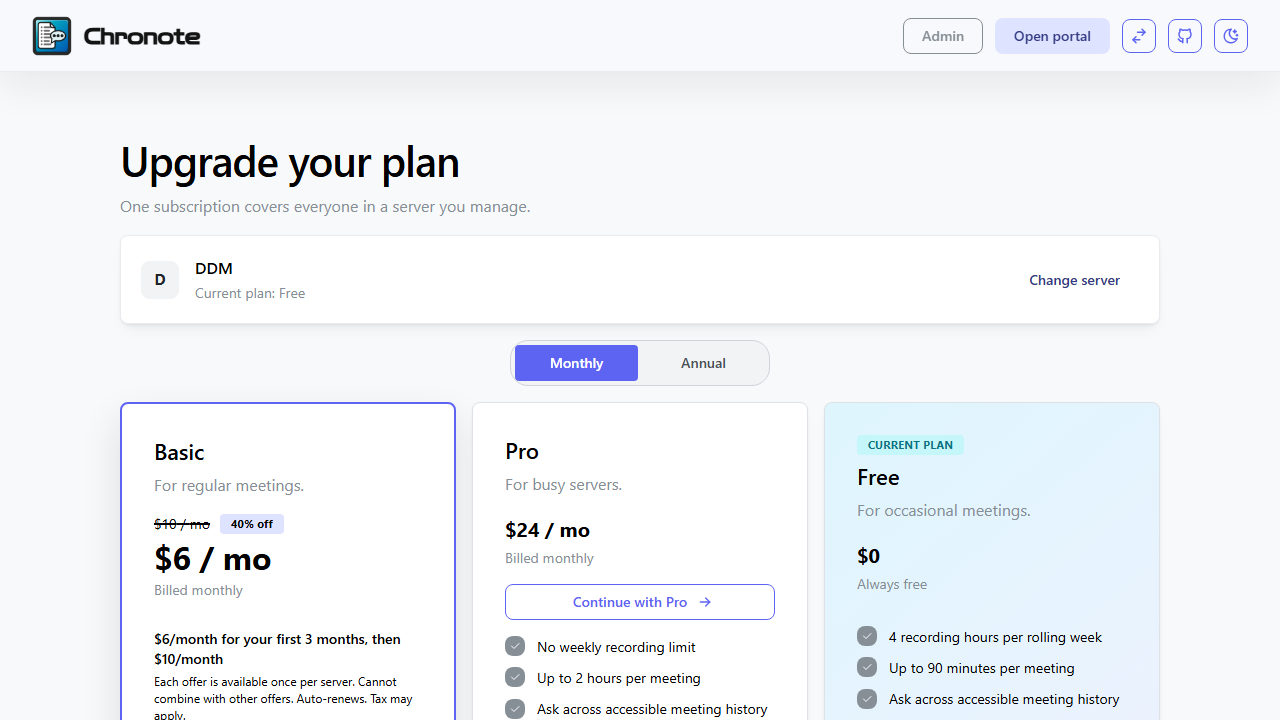 Chronote
Admin
Open portal
Upgrade your plan
One subscription covers everyone in a server you manage.
D
DDM
Current plan: Free
Change server
Monthly
Annual
Basic
For regular meetings.
$10 / mo
40% off
$6 / mo
Billed monthly
$6/month for your first 3 months, then
$10/month
Each offer is available once per server. Cannot
combine with other offers. Auto-renews. Tax may
apply.
Pro
For busy servers.
$24 / mo
Billed monthly
Continue with Pro
No weekly recording limit
Up to 2 hours per meeting
Ask across accessible meeting history
CURRENT PLAN
Free
For occasional meetings.
$0
Always free
4 recording hours per rolling week
Up to 90 minutes per meeting
Ask across accessible meeting history